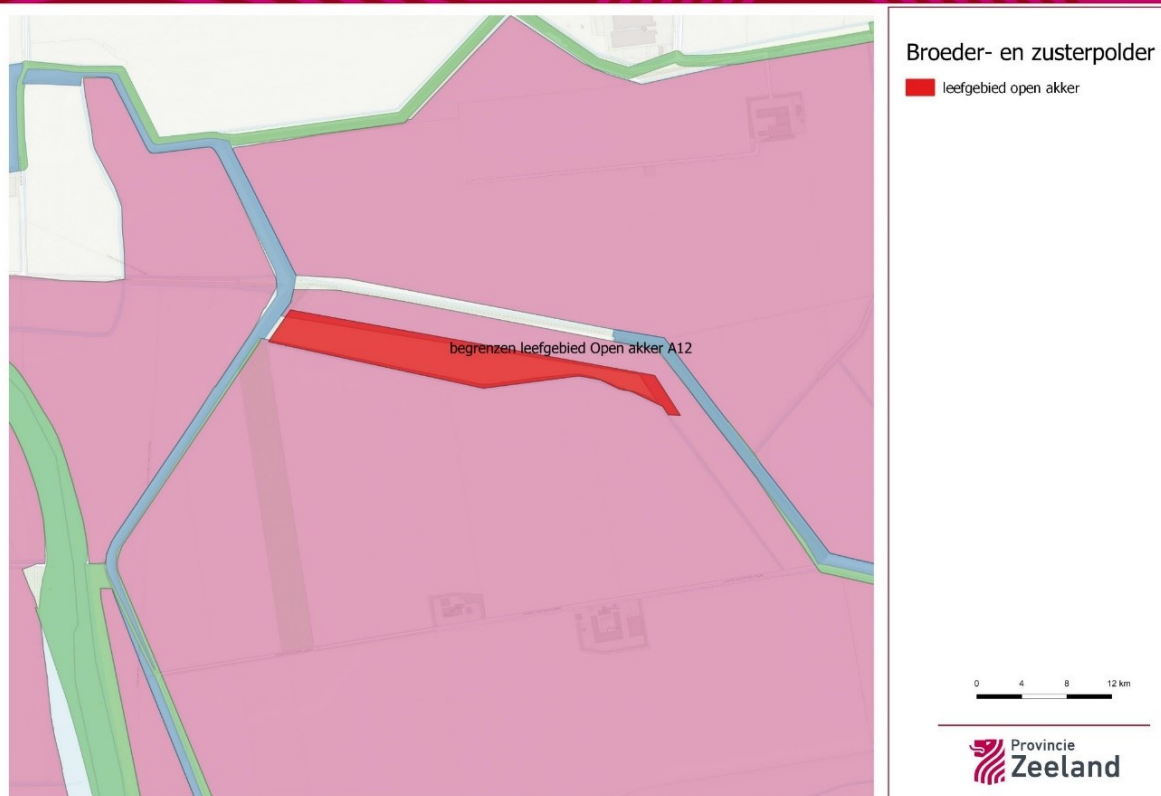 Broeder- en zusterpolder
leefgebied open akker
begrenzen leefgebied Open akker A12
0 4 8 12 km
Provincie
Zeeland